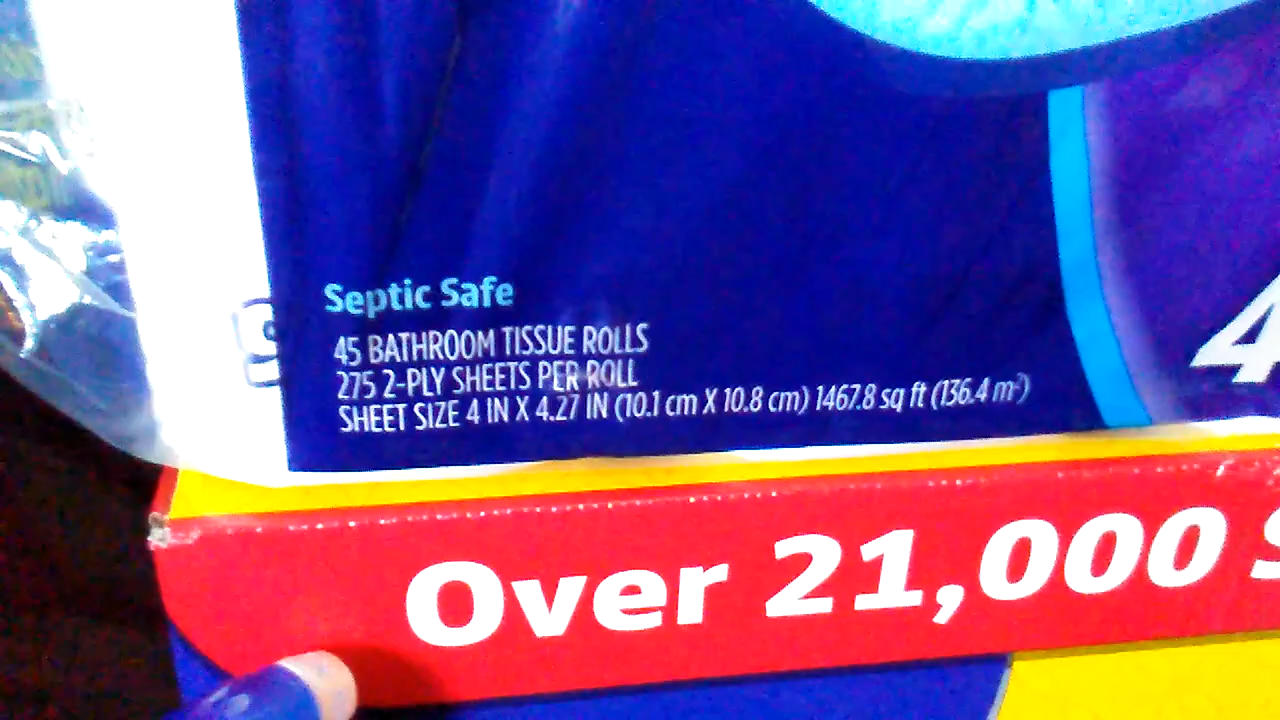 Septic Safe
45 BATHROOM TISSUE ROLLS
275 2-PLY SHEETS PER ROLL
SHEET SIZE 4 IN X 4.27 IN (10.1 cm X 10.8 cm) 1467.8 sq ft (136.4 m²)
4
Over 21,000 S